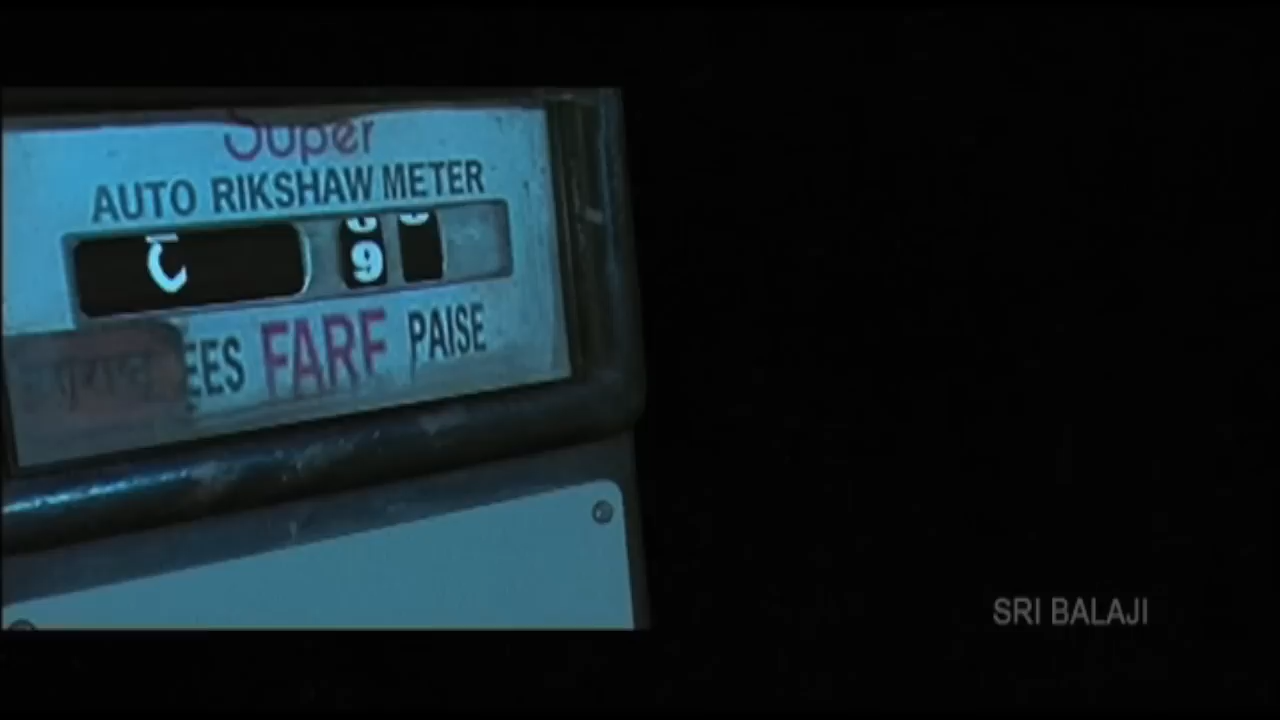 Super
AUTO RIKSHAW METER
9
EES FARE PAISE
SRI BALAJI